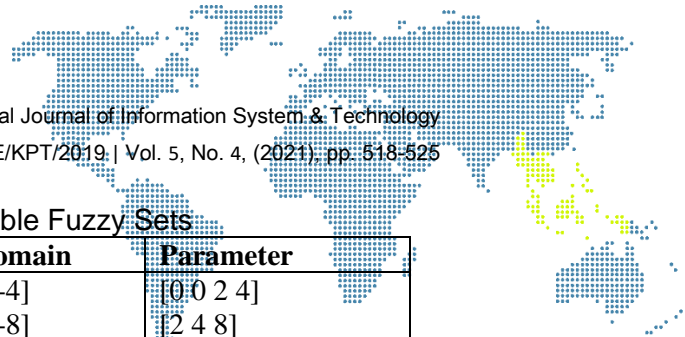 al Journal of Information System & Technology
E/KPT/2019 | Vol. 5, No. 4, (2021), pp. 518-525
ble Fuzzy Sets
omain Parameter
-4] [0 0 2 4]
-8] [2 4 8]